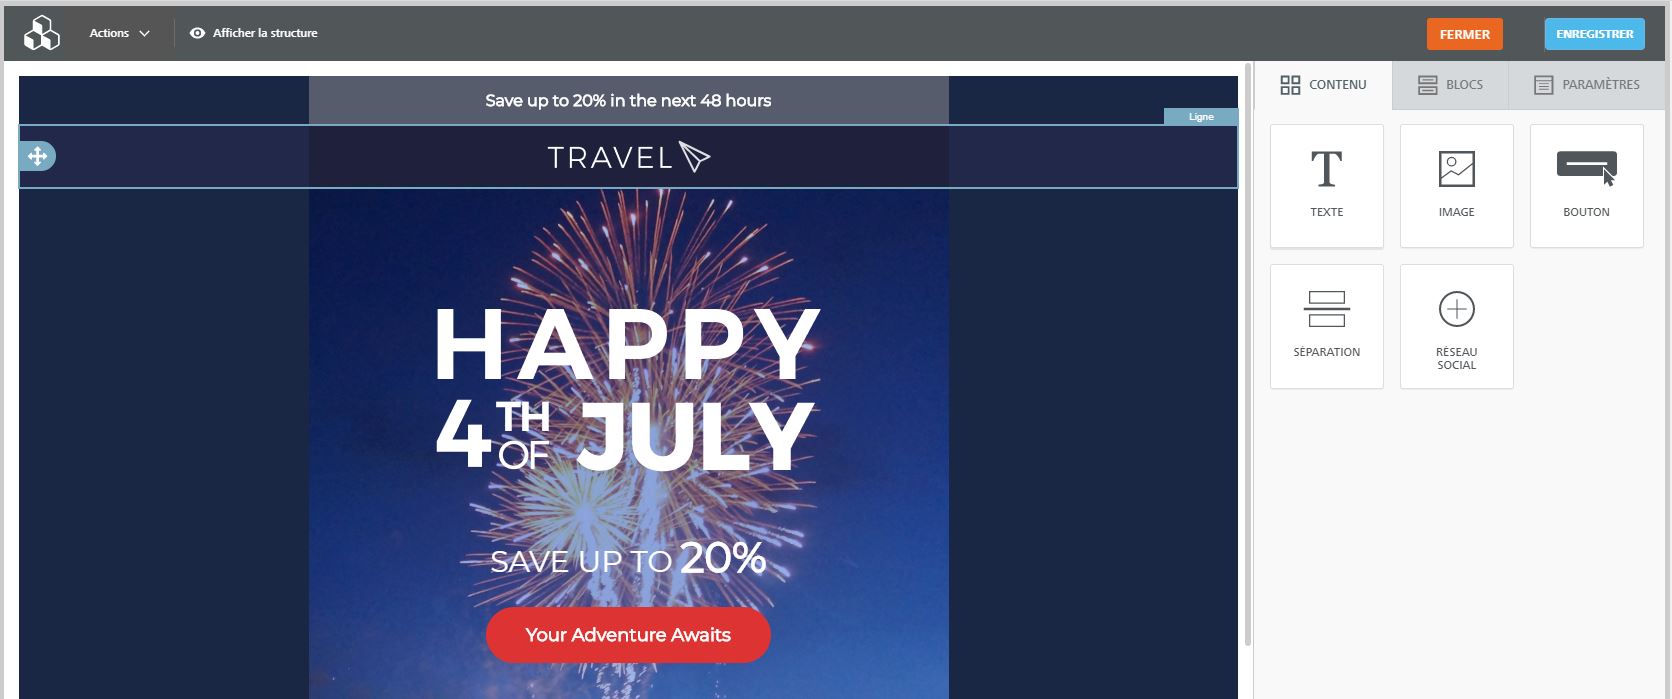 Actions
Afficher la structure
FERMER
ENREGISTRER
Save up to 20% in the next 48 hours
Ligne
TRAVEL
HAPPY
4TH OF JULY
SAVE UP TO 20%
Your Adventure Awaits
CONTENU
BLOCS
PARAMÈTRES
TEXTE
IMAGE
BOUTON
SÉPARATION
RÉSEAU
SOCIAL